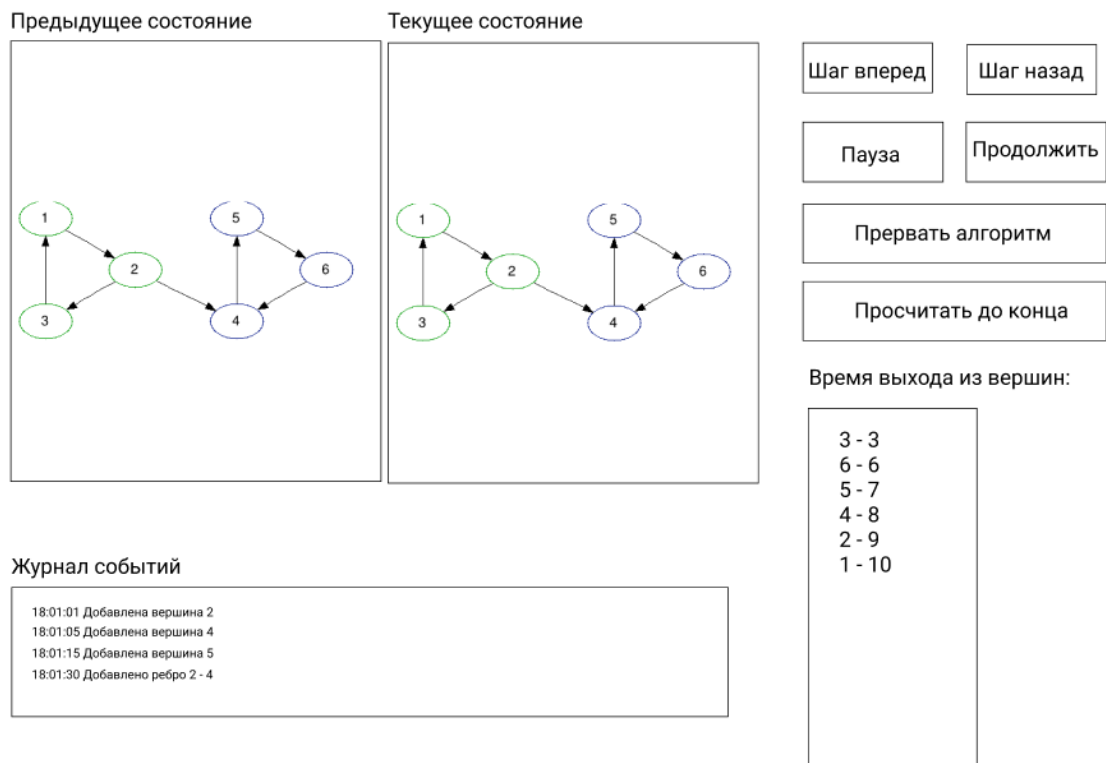 Предыдущее состояние
Текущее состояние
1
2
3
4
5
6
1
2
3
4
5
6
Шаг вперед
Шаг назад
Пауза
Продолжить
Прервать алгоритм
Просчитать до конца
Время выхода из вершин:
3 - 3
6 - 6
5 - 7
4 - 8
2 - 9
1 - 10
Журнал событий
18:01:01 Добавлена вершина 2
18:01:05 Добавлена вершина 4
18:01:15 Добавлена вершина 5
18:01:30 Добавлено ребро 2 - 4